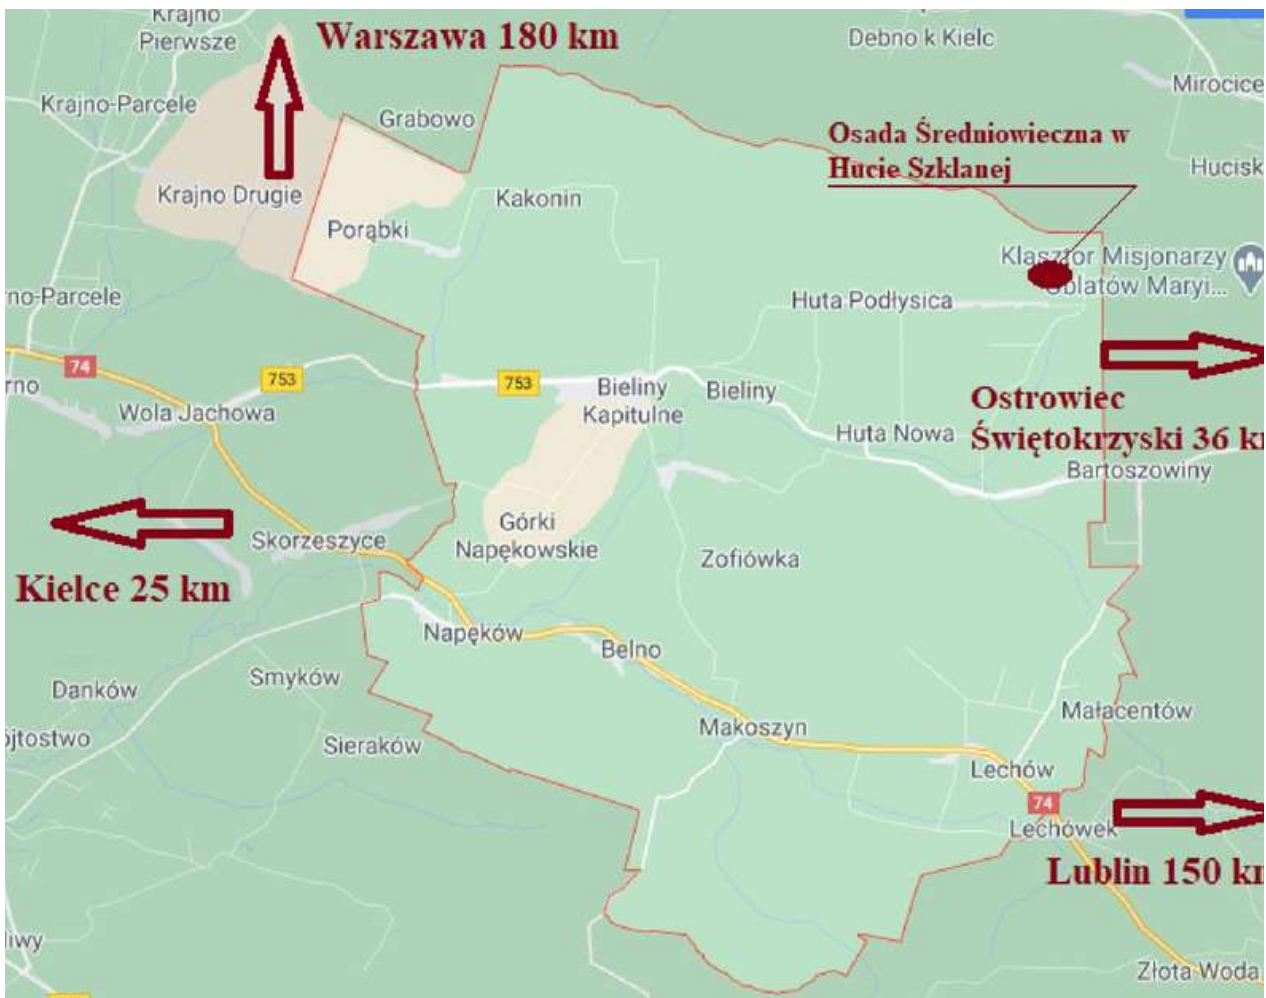 Krajno
Pierwsze
Warszawa 180 km
Debno k Kielc
Mirocice
Krajno-Parcele
Grabowo
Osada Średniowieczna w
Hucie Szklanej
Hucisk
Krajno Drugie
Kakonin
Porąbki
Klasztor Misjonarzy
Oblatów Maryi...
rno-Parcele
Huta Podłysica
74
753
753
rno
Bieliny
Kapitulne
Bieliny
Ostrowiec
Świętokrzyski 36 km
Wola Jachowa
Huta Nowa
Bartoszowiny
Górki
Napękowskie
Skorzeszyce
Zofiówka
Kielce 25 km
Napęków
Belno
Smyków
Danków
Małacentów
Makoszyn
ojtostwo
Sieraków
Lechów
74
Lechówek
Lublin 150 km
liwy
Złota Woda